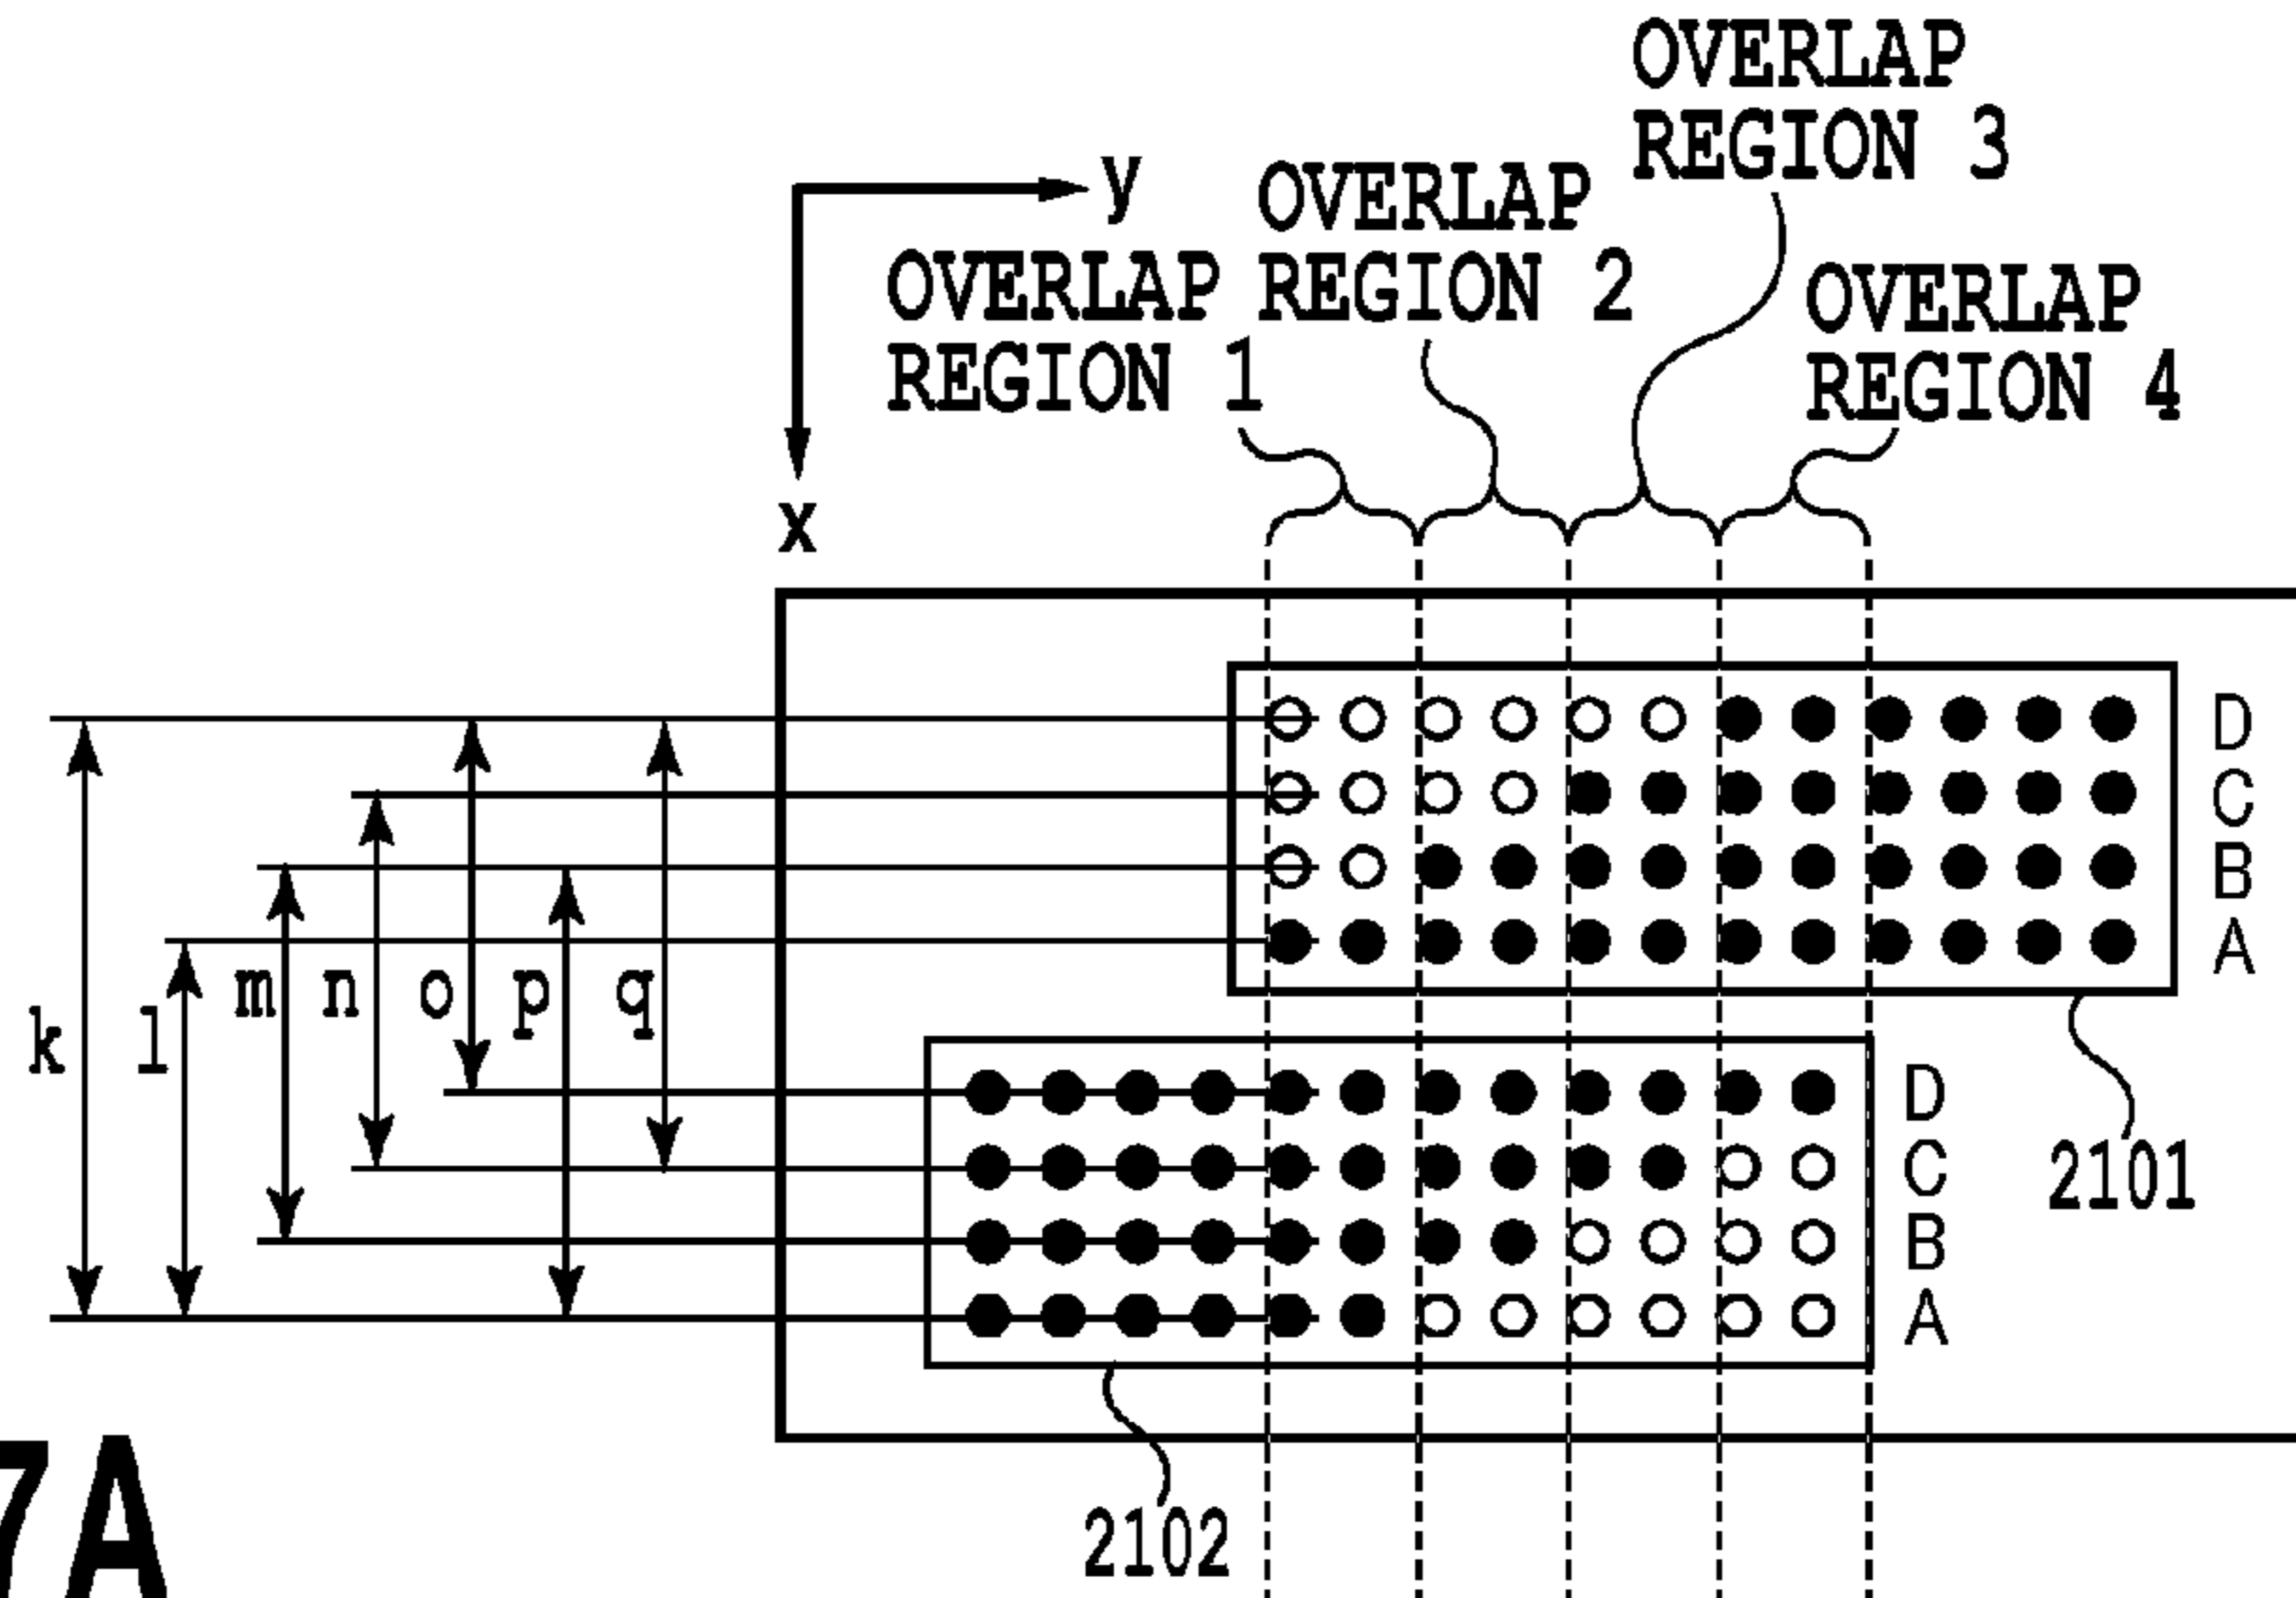 OVERLAP
REGION 3
y
OVERLAP
REGION 2
OVERLAP
REGION 1
OVERLAP
REGION 4
x
D
C
B
A
k
l
m
n
o
p
q
D
C
B
A
2101
2102
7A